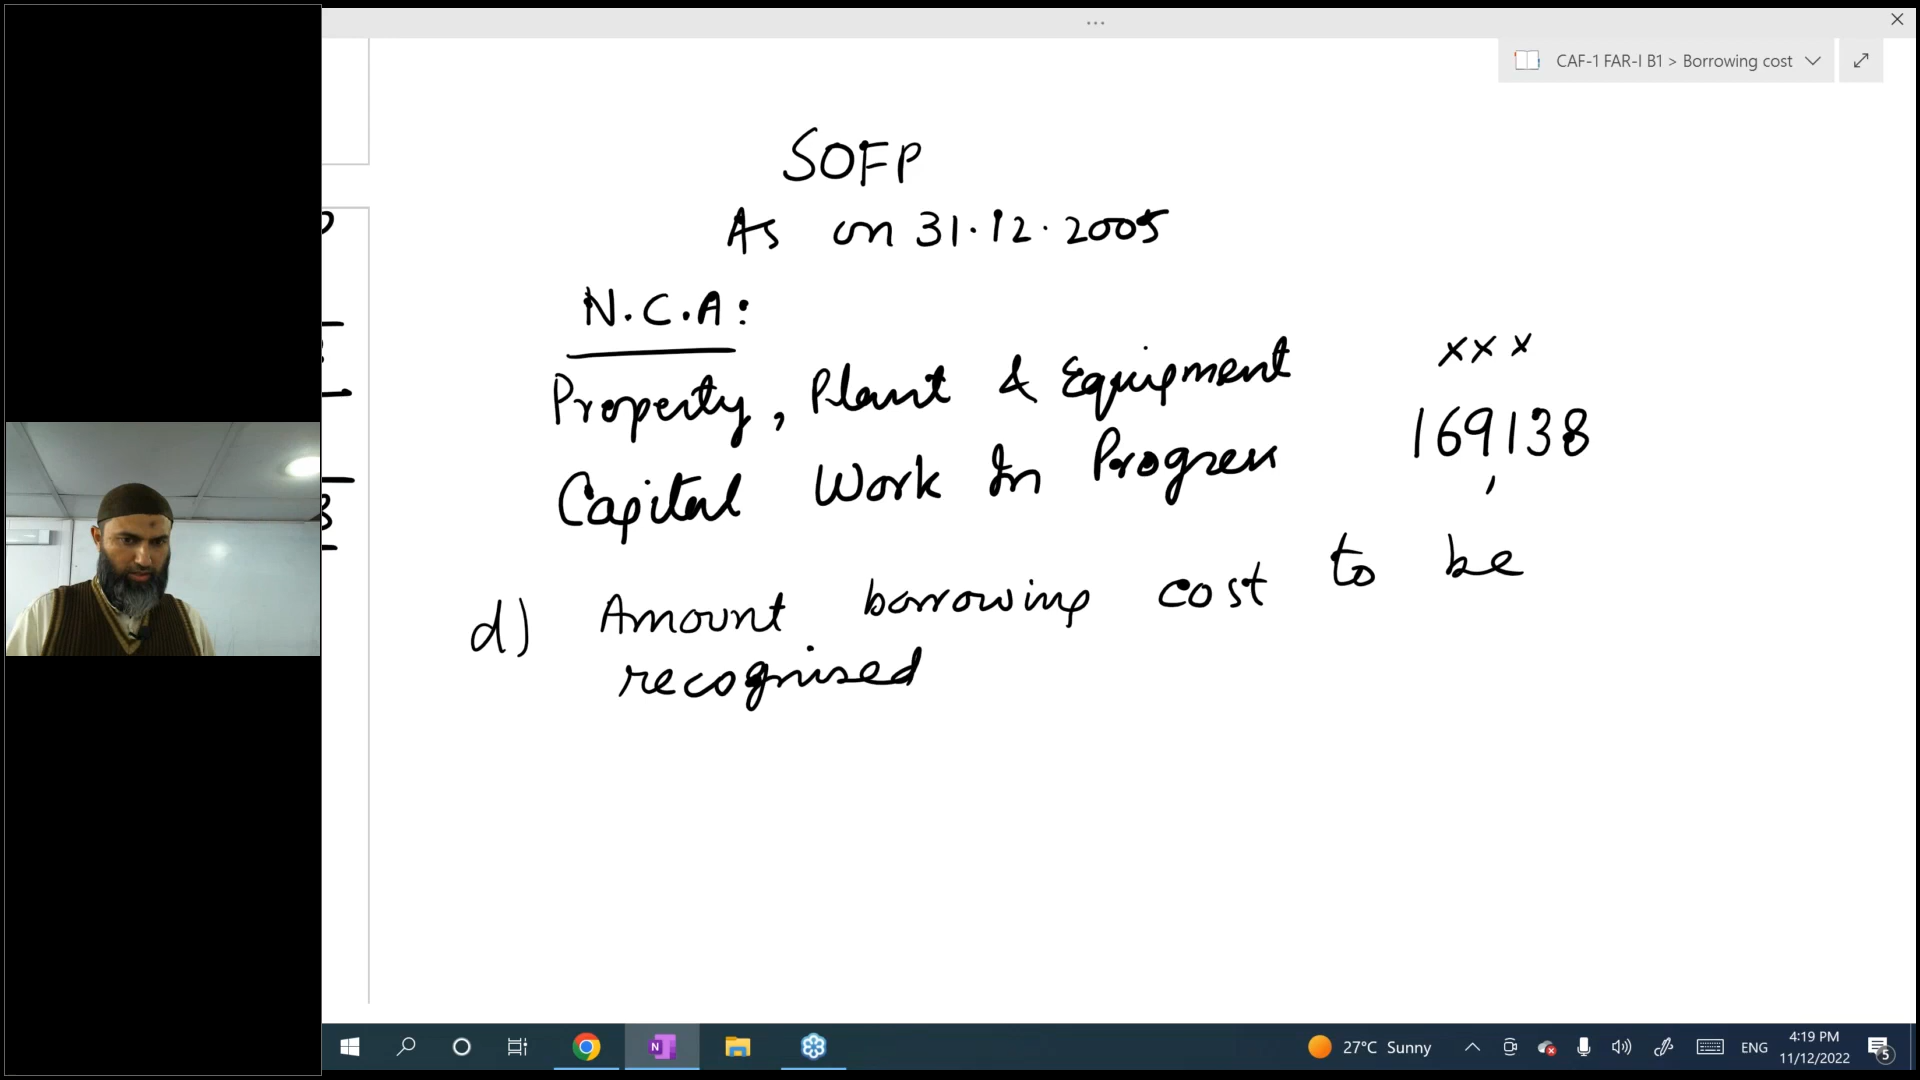 CAF-1 FAR-I B1 > Borrowing cost
SOFP
As on 31.12.2005
N.C.A:
Property, Plant & Equipment xxx
Capital Work In Progress 169138
d) Amount borrowing cost to be
recognised
27°C Sunny
ENG
4:19 PM
11/12/2022
5